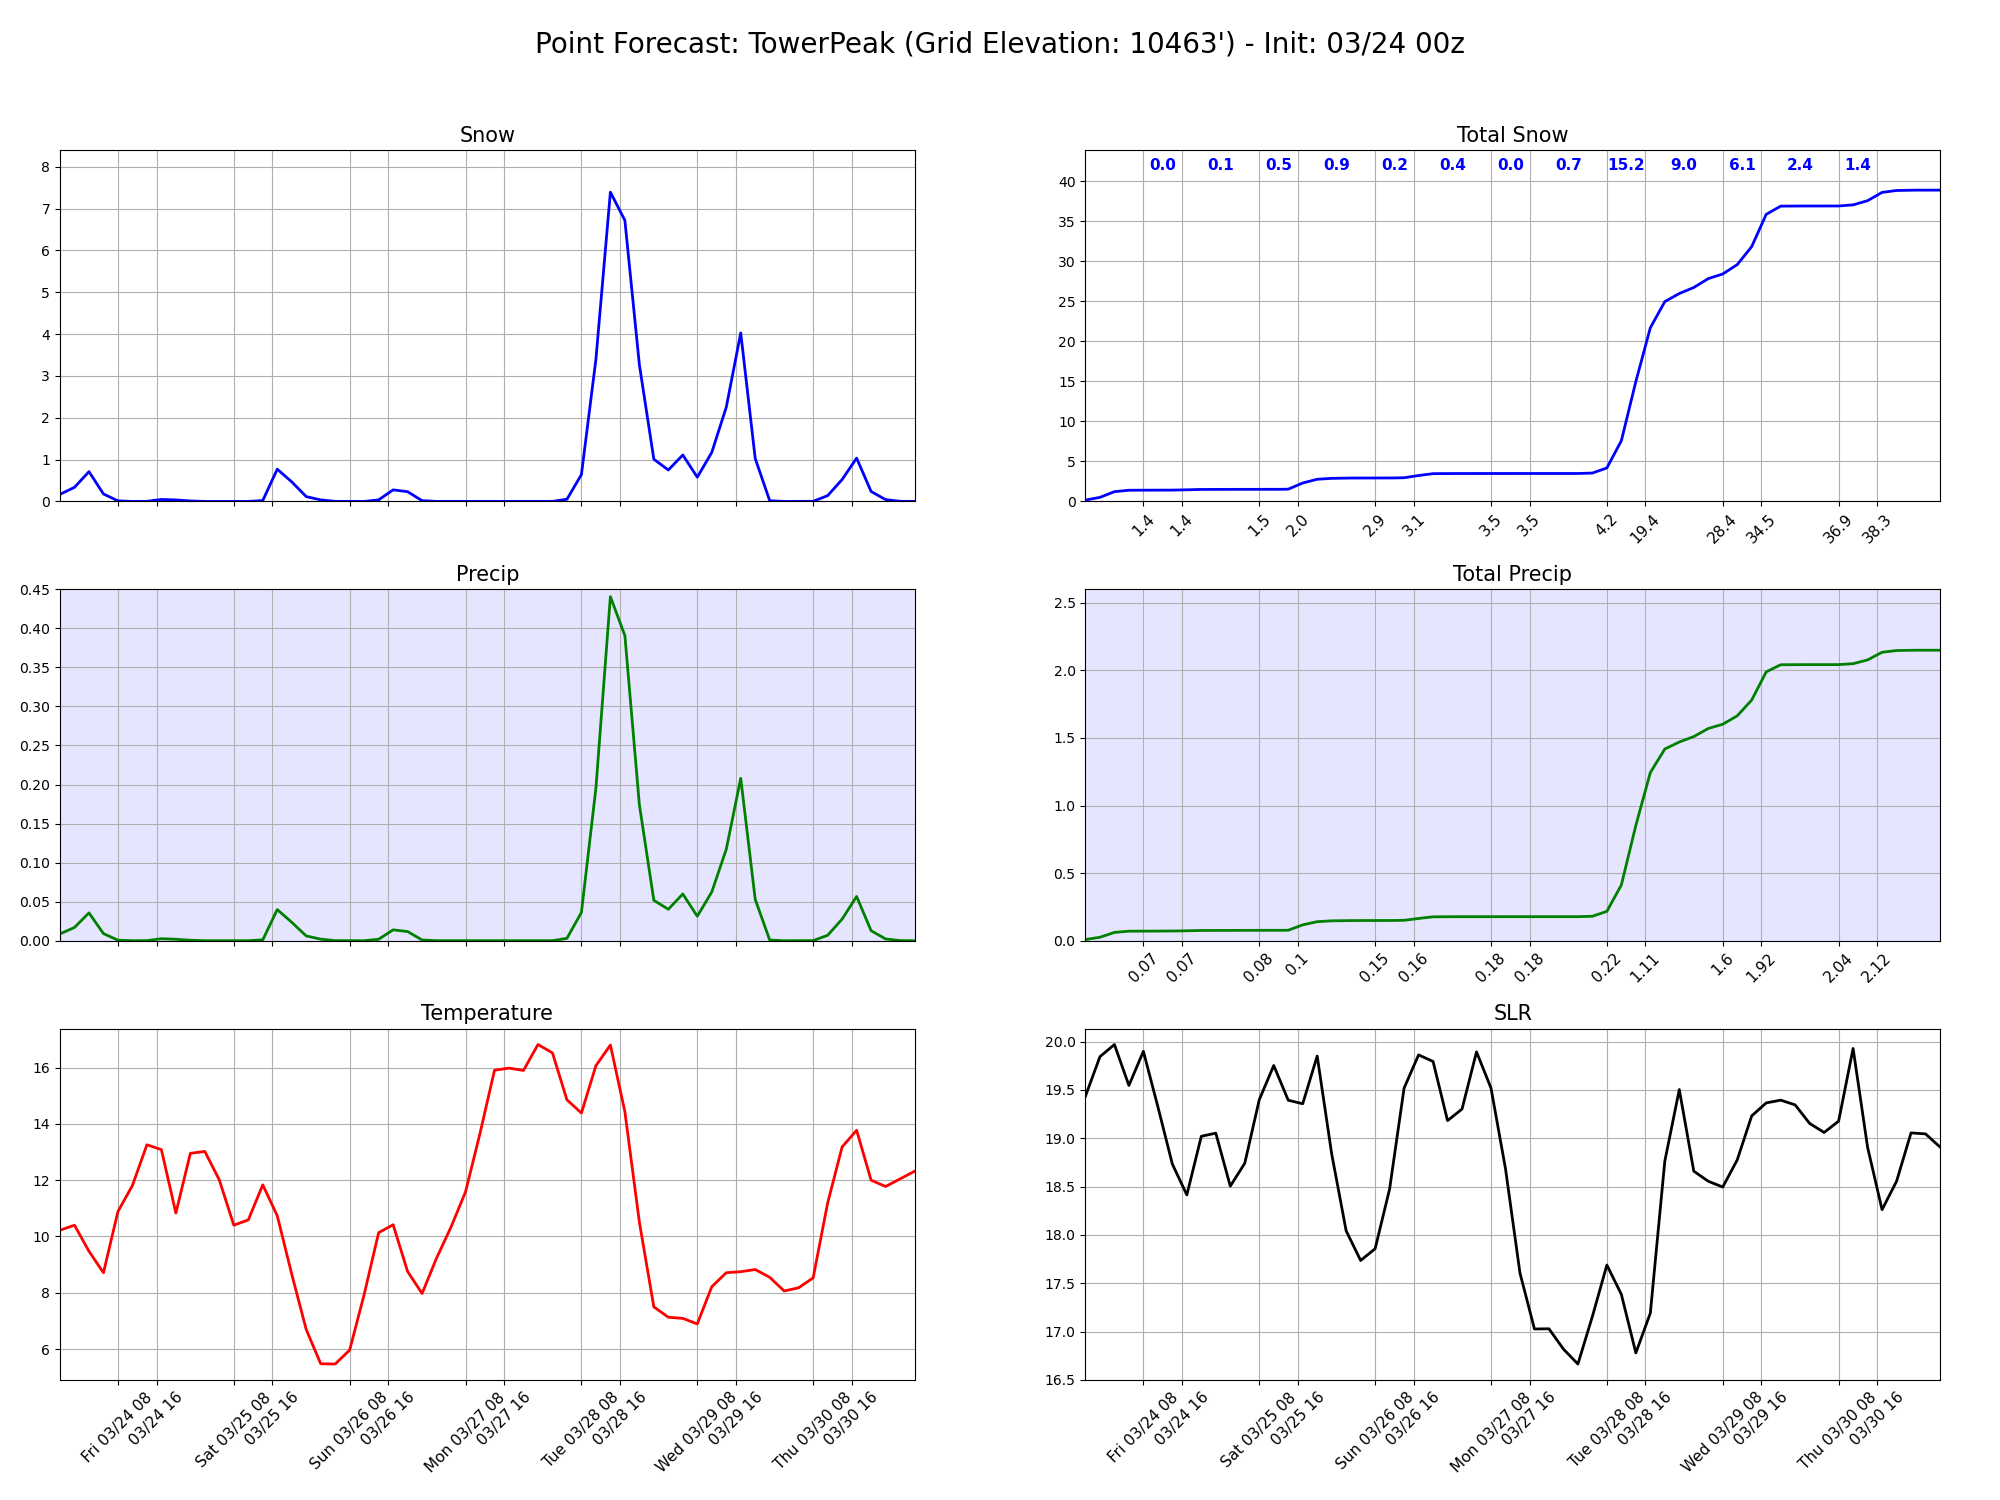 Point Forecast: TowerPeak (Grid Elevation: 10463') - Init: 03/24 00z
Snow
8
7
6
5
4
3
2
1
0
Total Snow
0.0 0.1 0.5 0.9 0.2 0.4 0.0 0.7 15.2 9.0 6.1 2.4 1.4
40
35
30
25
20
15
10
5
0
1.4 1.4 1.5 2.0 2.9 3.1 3.5 3.5 4.2 19.4 28.4 34.5 36.9 38.3
Precip
0.45
0.40
0.35
0.30
0.25
0.20
0.15
0.10
0.05
0.00
Total Precip
2.5
2.0
1.5
1.0
0.5
0.0
0.07 0.07 0.08 0.1 0.15 0.16 0.18 0.18 0.22 1.11 1.6 1.92 2.04 2.12
Temperature
16
14
12
10
8
6
Fri 03/24 08
03/24 16
Sat 03/25 08
03/25 16
Sun 03/26 08
03/26 16
Mon 03/27 08
03/27 16
Tue 03/28 08
03/28 16
Wed 03/29 08
03/29 16
Thu 03/30 08
03/30 16
SLR
20.0
19.5
19.0
18.5
18.0
17.5
17.0
16.5
Fri 03/24 08
03/24 16
Sat 03/25 08
03/25 16
Sun 03/26 08
03/26 16
Mon 03/27 08
03/27 16
Tue 03/28 08
03/28 16
Wed 03/29 08
03/29 16
Thu 03/30 08
03/30 16